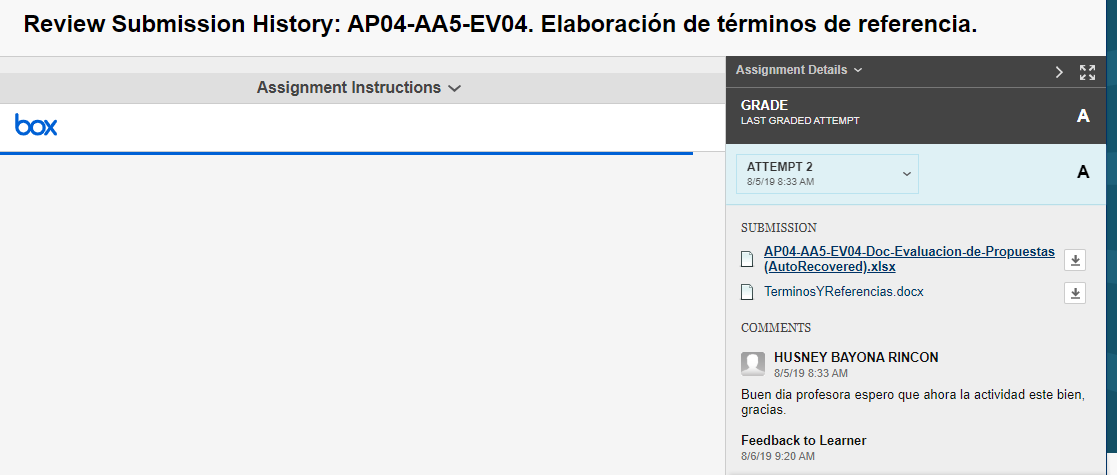 Review Submission History: AP04-AA5-EV04. Elaboración de términos de referencia.
Assignment Instructions
box
Assignment Details
GRADE
LAST GRADED ATTEMPT
A
ATTEMPT 2
8/5/19 8:33 AM
A
SUBMISSION
AP04-AA5-EV04-Doc-Evaluacion-de-Propuestas
(AutoRecovered).xlsx
TerminosYReferencias.docx
COMMENTS
HUSNEY BAYONA RINCON
8/5/19 8:33 AM
Buen dia profesora espero que ahora la actividad este bien,
gracias.
Feedback to Learner
8/6/19 9:20 AM